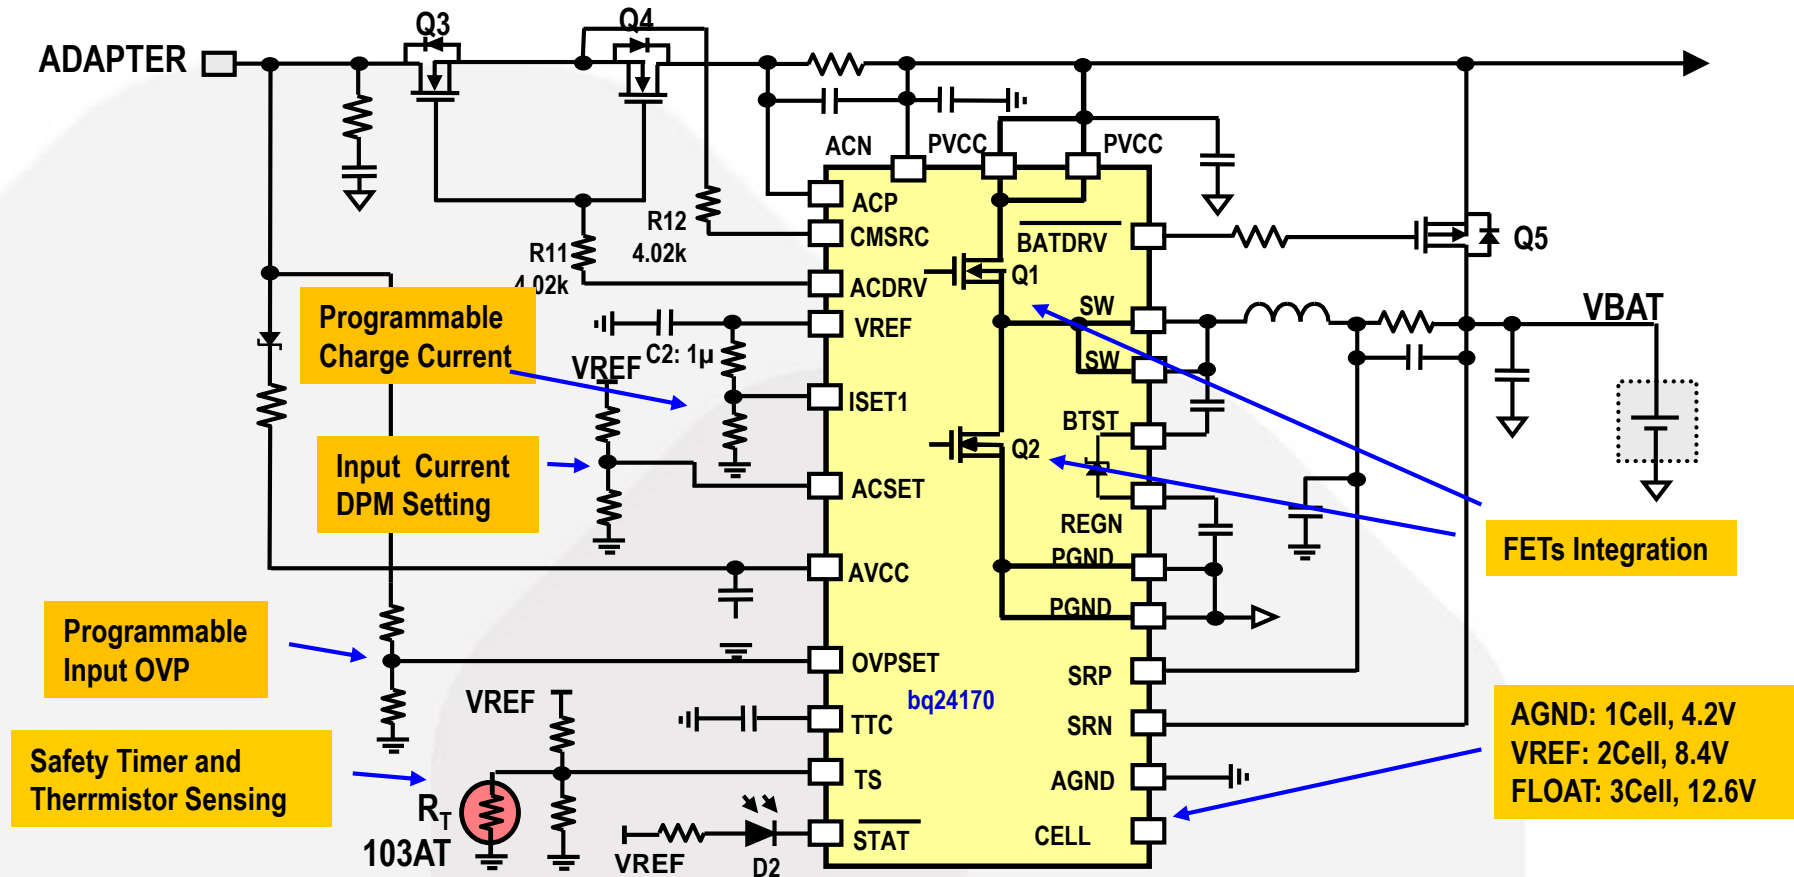 Q3
Q4
ADAPTER
ACN
PVCC
PVCC
ACP
R12
4.02k
CMSRC
BATDRV
Q5
R11
4.02k
ACDRV
Q1
Programmable
Charge Current
VREF
SW
VBAT
C2: 1µ
VREF
SW
ISET1
BTST
Input  Current
DPM Setting
Q2
ACSET
REGN
FETs Integration
PGND
AVCC
PGND
Programmable
Input OVP
OVPSET
SRP
bq24170
VREF
TTC
SRN
AGND: 1Cell, 4.2V
VREF: 2Cell, 8.4V
FLOAT: 3Cell, 12.6V
Safety Timer and
Therrmistor Sensing
TS
AGND
RT
103AT
STAT
CELL
VREF
D2